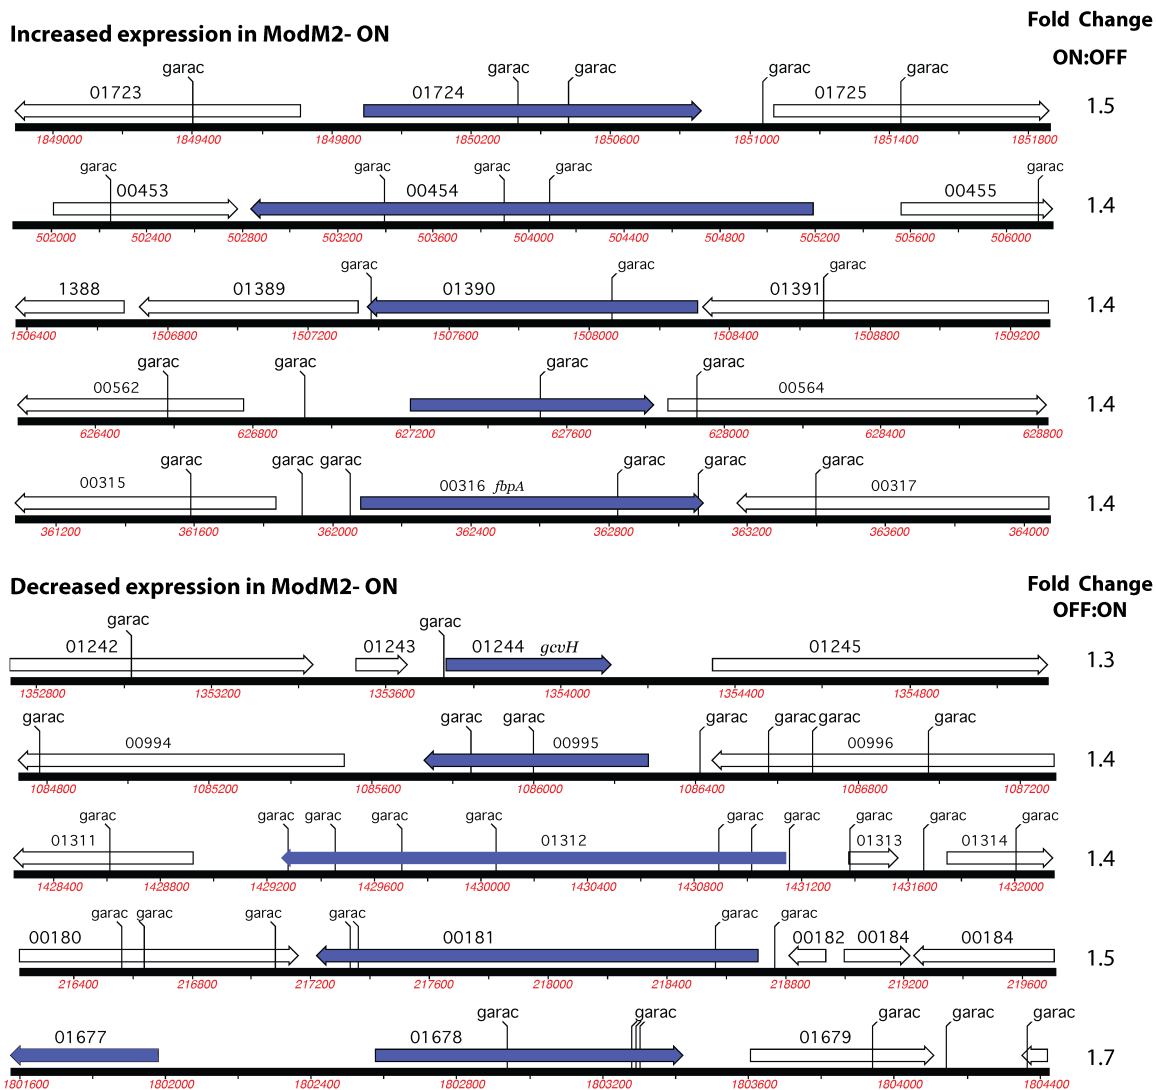 Fold Change
Increased expression in ModM2- ON
ON:OFF
garac garac garac garac garac
01723 01724 01725 1.5
1849000 1849400 1849800 1850200 1850600 1851000 1851400 1851800
garac garac garac garac garac
00453 00454 00455 1.4
502000 502400 502800 503200 503600 504000 504400 504800 505200 505600 506000
garac garac garac
1388 01389 01390 01391 1.4
1506400 1506800 1507200 1507600 1508000 1508400 1508800 1509200
garac garac garac garac
00562 00564 1.4
626400 626800 627200 627600 628000 628400 628800
garac garac garac garac garac garac
00315 00316 fbpA 00317 1.4
361200 361600 362000 362400 362800 363200 363600 364000
Decreased expression in ModM2- ON
Fold Change
OFF:ON
garac garac
01242 01243 01244 gcvH 01245 1.3
1352800 1353200 1353600 1354000 1354400 1354800
garac garac garac garac garac garac garac
00994 00995 00996 1.4
1084800 1085200 1085600 1086000 1086400 1086800 1087200
garac garac garac garac garac garac garac garac garac garac
01311 01312 01313 01314 1.4
1428400 1428800 1429200 1429600 1430000 1430400 1430800 1431200 1431600 1432000
garac garac garac garac garac garac
00180 00181 00182 00184 00184 1.5
216400 216800 217200 217600 218000 218400 218800 219200 219600
garac garac garac garac garac
01677 01678 01679 1.7
1801600 1802000 1802400 1802800 1803200 1803600 1804000 1804400